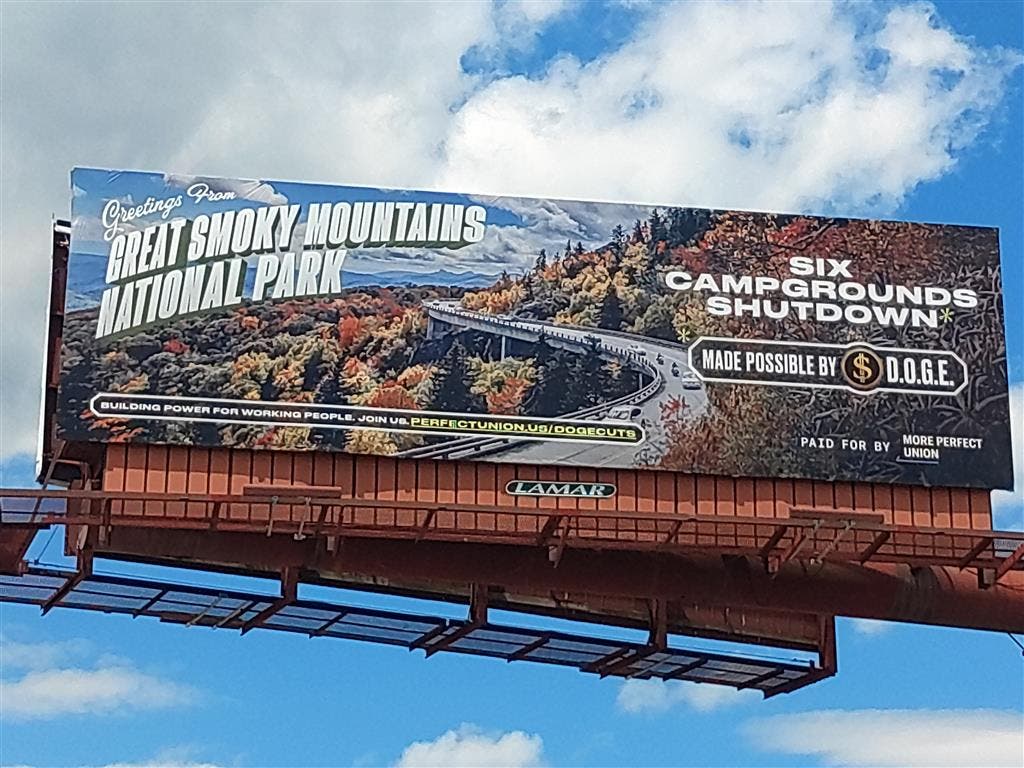 Greetings From
GREAT SMOKY MOUNTAINS
NATIONAL PARK
SIX
CAMPGROUNDS
SHUTDOWN*
*MADE POSSIBLE BY $ D.O.G.E.
BUILDING POWER FOR WORKING PEOPLE. JOIN US. PERFECTUNION.US/DOGECUTS
PAID FOR BY MORE PERFECT
UNION
LAMAR